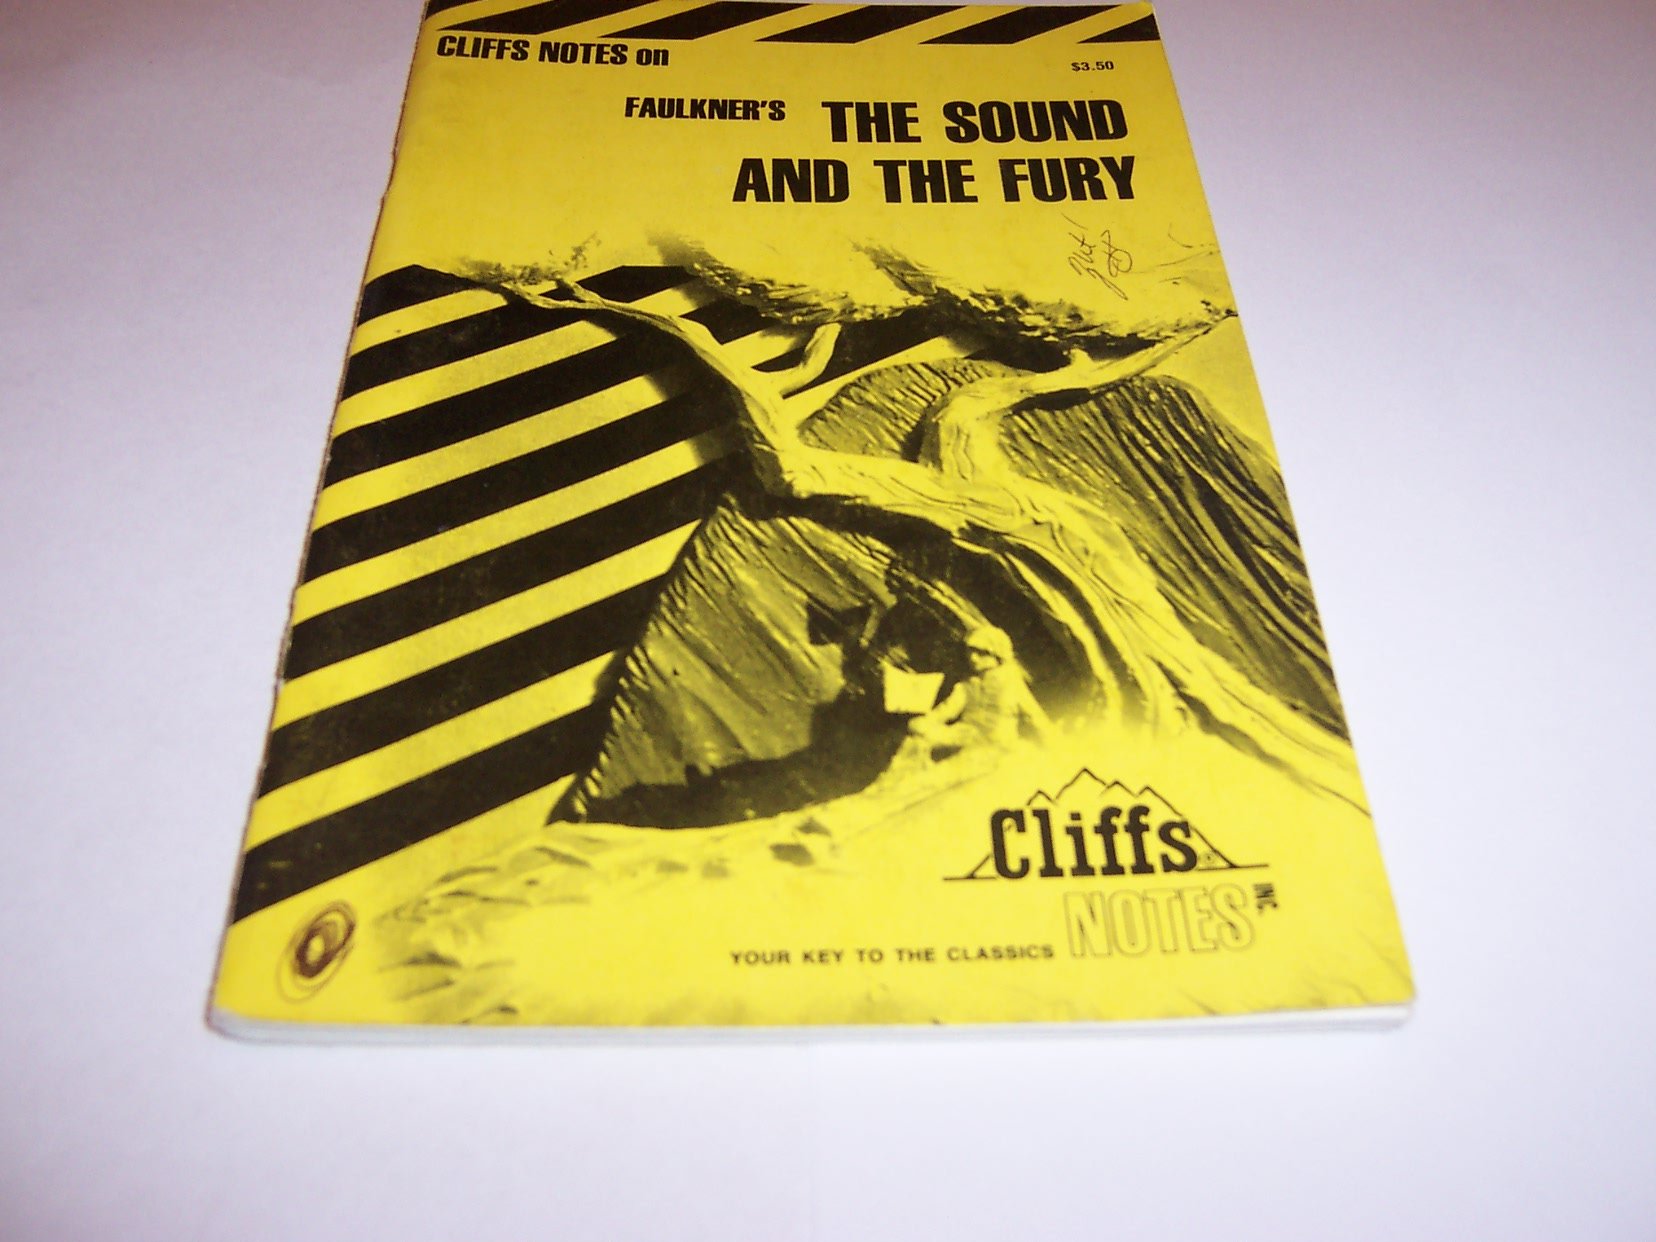 CLIFFS NOTES on
$3.50
FAULKNER'S THE SOUND
AND THE FURY
Cliffs
NOTES INC.
YOUR KEY TO THE CLASSICS